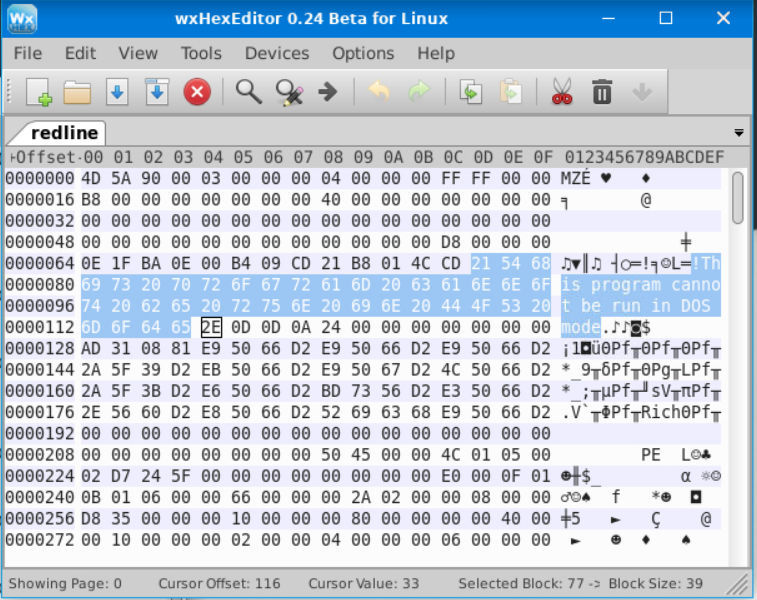 wxHexEditor 0.24 Beta for Linux
File Edit View Tools Devices Options Help
redline
Offset 00 01 02 03 04 05 06 07 08 09 0A 0B 0C 0D 0E 0F 0123456789ABCDEF
0000000 4D 5A 90 00 03 00 00 00 04 00 00 00 FF FF 00 00 MZÉ ♥ ♦
0000016 B8 00 00 00 00 00 00 00 40 00 00 00 00 00 00 00 ╕ @
0000032 00 00 00 00 00 00 00 00 00 00 00 00 00 00 00 00
0000048 00 00 00 00 00 00 00 00 00 00 00 00 D8 00 00 00 ╪
0000064 0E 1F BA 0E 00 B4 09 CD 21 B8 01 4C CD 21 54 68 ♫▼║♫ ┤○=!╕☺L=!Th
0000080 69 73 20 70 72 6F 67 72 61 6D 20 63 61 6E 6E 6F is program canno
0000096 74 20 62 65 20 72 75 6E 20 69 6E 20 44 4F 53 20 t be run in DOS
0000112 6D 6F 64 65 2E 0D 0D 0A 24 00 00 00 00 00 00 00 mode.♪♪◙$
0000128 AD 31 08 81 E9 50 66 D2 E9 50 66 D2 E9 50 66 D2 ¡1◘üΘPf╥ΘPf╥ΘPf╥
0000144 2A 5F 39 D2 EB 50 66 D2 E9 50 67 D2 4C 50 66 D2 *_9╥δPf╥ΘPg╥LPf╥
0000160 2A 5F 3B D2 E6 50 66 D2 BD 73 56 D2 E3 50 66 D2 *_;╥µPf╥╜sV╥πPf╥
0000176 2E 56 60 D2 E8 50 66 D2 52 69 63 68 E9 50 66 D2 .V`╥ΦPf╥RichΘPf╥
0000192 00 00 00 00 00 00 00 00 00 00 00 00 00 00 00 00
0000208 00 00 00 00 00 00 00 00 50 45 00 00 4C 01 05 00 PE L☺♣
0000224 02 D7 24 5F 00 00 00 00 00 00 00 00 E0 00 0F 01 ☻╫$_ α ☼☺
0000240 0B 01 06 00 00 66 00 00 00 2A 02 00 00 08 00 00 ♂☺♠ f *☻ ◘
0000256 D8 35 00 00 00 10 00 00 00 80 00 00 00 00 40 00 ╪5 ► Ç @
0000272 00 10 00 00 00 02 00 00 04 00 00 00 06 00 00 00 ► ☻ ♦ ♠
Showing Page: 0 Cursor Offset: 116 Cursor Value: 33 Selected Block: 77 -> Block Size: 39